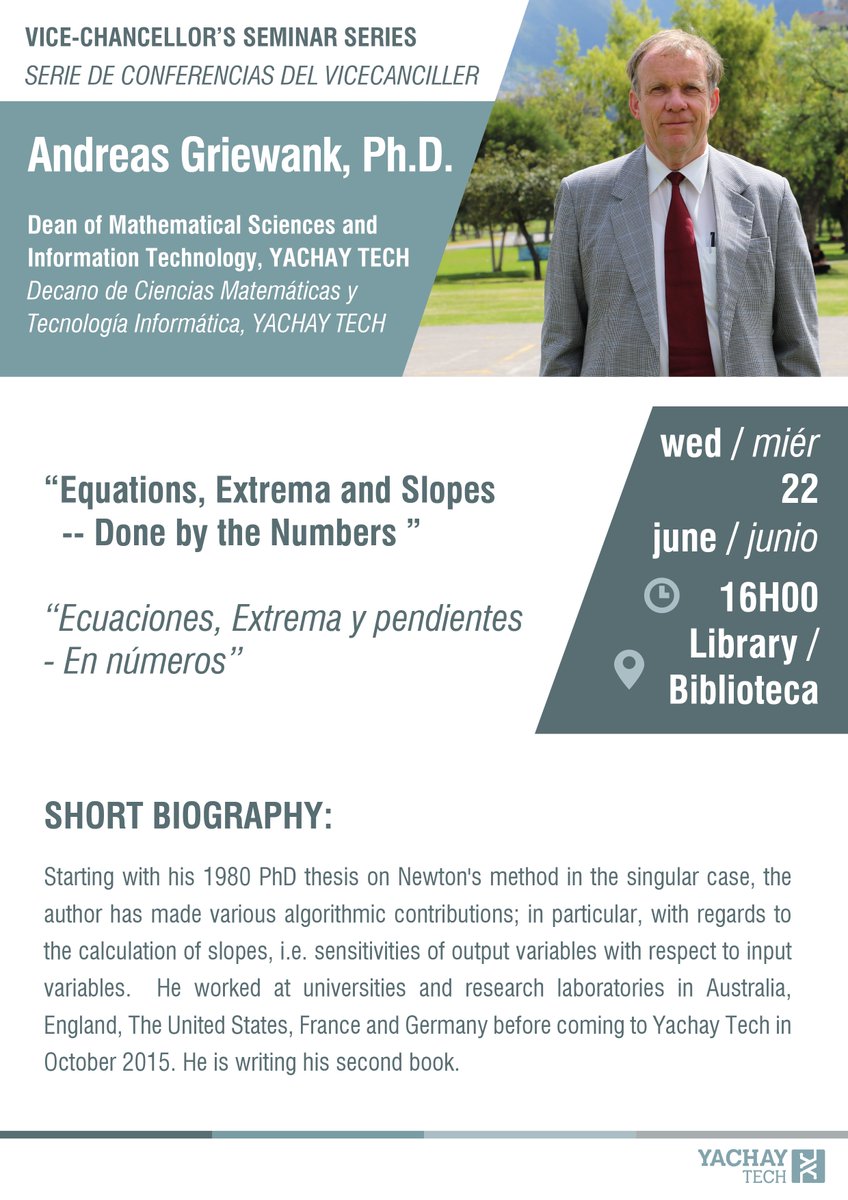 VICE-CHANCELLOR'S SEMINAR SERIES
SERIE DE CONFERENCIAS DEL VICECANCILLER
Andreas Griewank, Ph.D.
Dean of Mathematical Sciences and
Information Technology, YACHAY TECH
Decano de Ciencias Matemáticas y
Tecnología Informática, YACHAY TECH
“Equations, Extrema and Slopes
-- Done by the Numbers ”
“Ecuaciones, Extrema y pendientes
- En números”
wed / miér
22
june / junio
16H00
Library /
Biblioteca
SHORT BIOGRAPHY:
Starting with his 1980 PhD thesis on Newton's method in the singular case, the
author has made various algorithmic contributions; in particular, with regards to
the calculation of slopes, i.e. sensitivities of output variables with respect to input
variables.  He worked at universities and research laboratories in Australia,
England, The United States, France and Germany before coming to Yachay Tech in
October 2015. He is writing his second book.
YACHAY
TECH